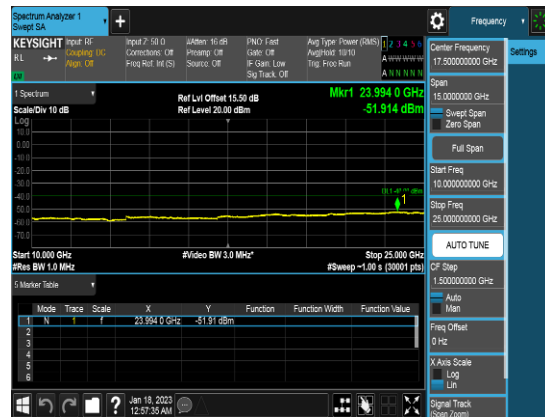 Spectrum Analyzer 1
Swept SA
Frequency
KEYSIGHT
Input: RF
Coupling: DC
Align: Off
Input Z: 50 Ω
Corrections: Off
Freq Ref: Int (S)
#Atten: 16 dB
Preamp: Off
Source: Off
PNO: Fast
Gate: Off
IF Gain: Low
Sig Track: Off
Avg Type: Power (RMS)
Avg|Hold: 10/10
Trig: Free Run
1 2 3 4 5 6
A W W W W W
A N N N N N
R L
1 Spectrum
Scale/Div 10 dB
Log
Ref Lvl Offset 15.50 dB
Ref Level 20.00 dBm
Mkr1 23.994 0 GHz
-51.914 dBm
10.0
0.00
-10.0
-20.0
-30.0
-40.0
-50.0
-60.0
-70.0
1
Start 10.000 GHz
#Res BW 1.0 MHz
#Video BW 3.0 MHz*
Stop 25.000 GHz
#Sweep ~1.00 s (30001 pts)
5 Marker Table
Mode Trace Scale X Y Function Function Width Function Value
1 N 1 f 23.994 0 GHz -51.91 dBm
2
3
4
5
6
Jan 18, 2023
12:57:35 AM
Center Frequency
17.500000000 GHz
Span
15.0000000 GHz
Swept Span
Zero Span
Full Span
Start Freq
10.000000000 GHz
Stop Freq
25.000000000 GHz
AUTO TUNE
CF Step
1.500000000 GHz
Auto
Man
Freq Offset
0 Hz
X Axis Scale
Log
Lin
Signal Track
(Span Zoom)
Settings